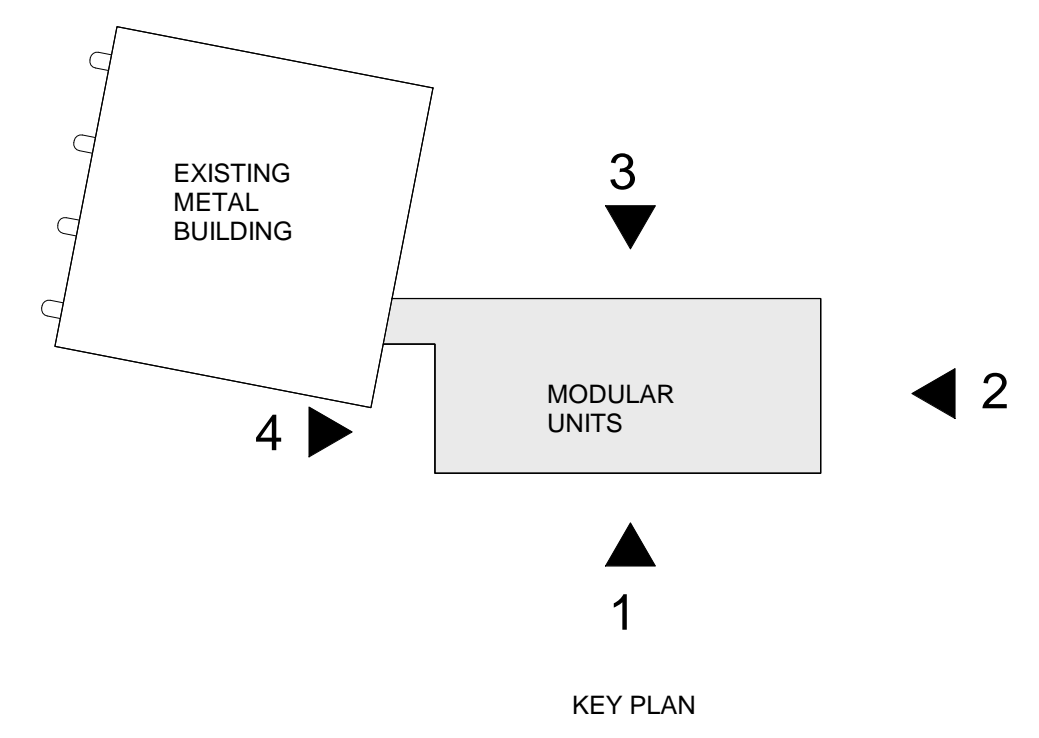 EXISTING
METAL
BUILDING
3
MODULAR
UNITS
2
4
1
KEY PLAN